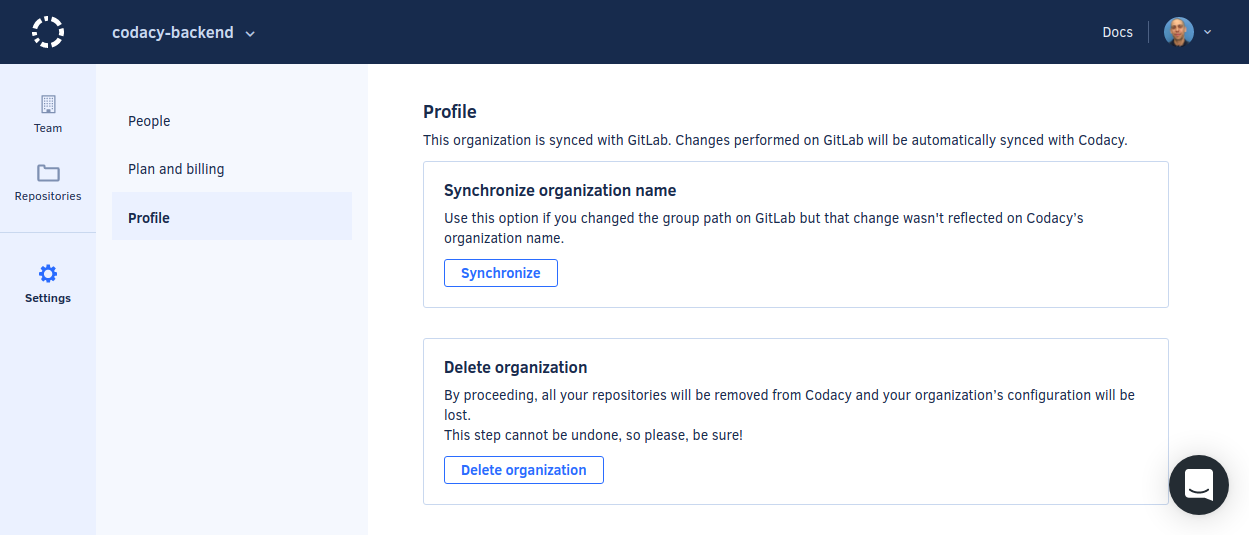 codacy-backend
Docs
Team
Repositories
Settings
People
Plan and billing
Profile
Profile
This organization is synced with GitLab. Changes performed on GitLab will be automatically synced with Codacy.
Synchronize organization name
Use this option if you changed the group path on GitLab but that change wasn't reflected on Codacy's
organization name.
Synchronize
Delete organization
By proceeding, all your repositories will be removed from Codacy and your organization's configuration will be
lost.
This step cannot be undone, so please, be sure!
Delete organization